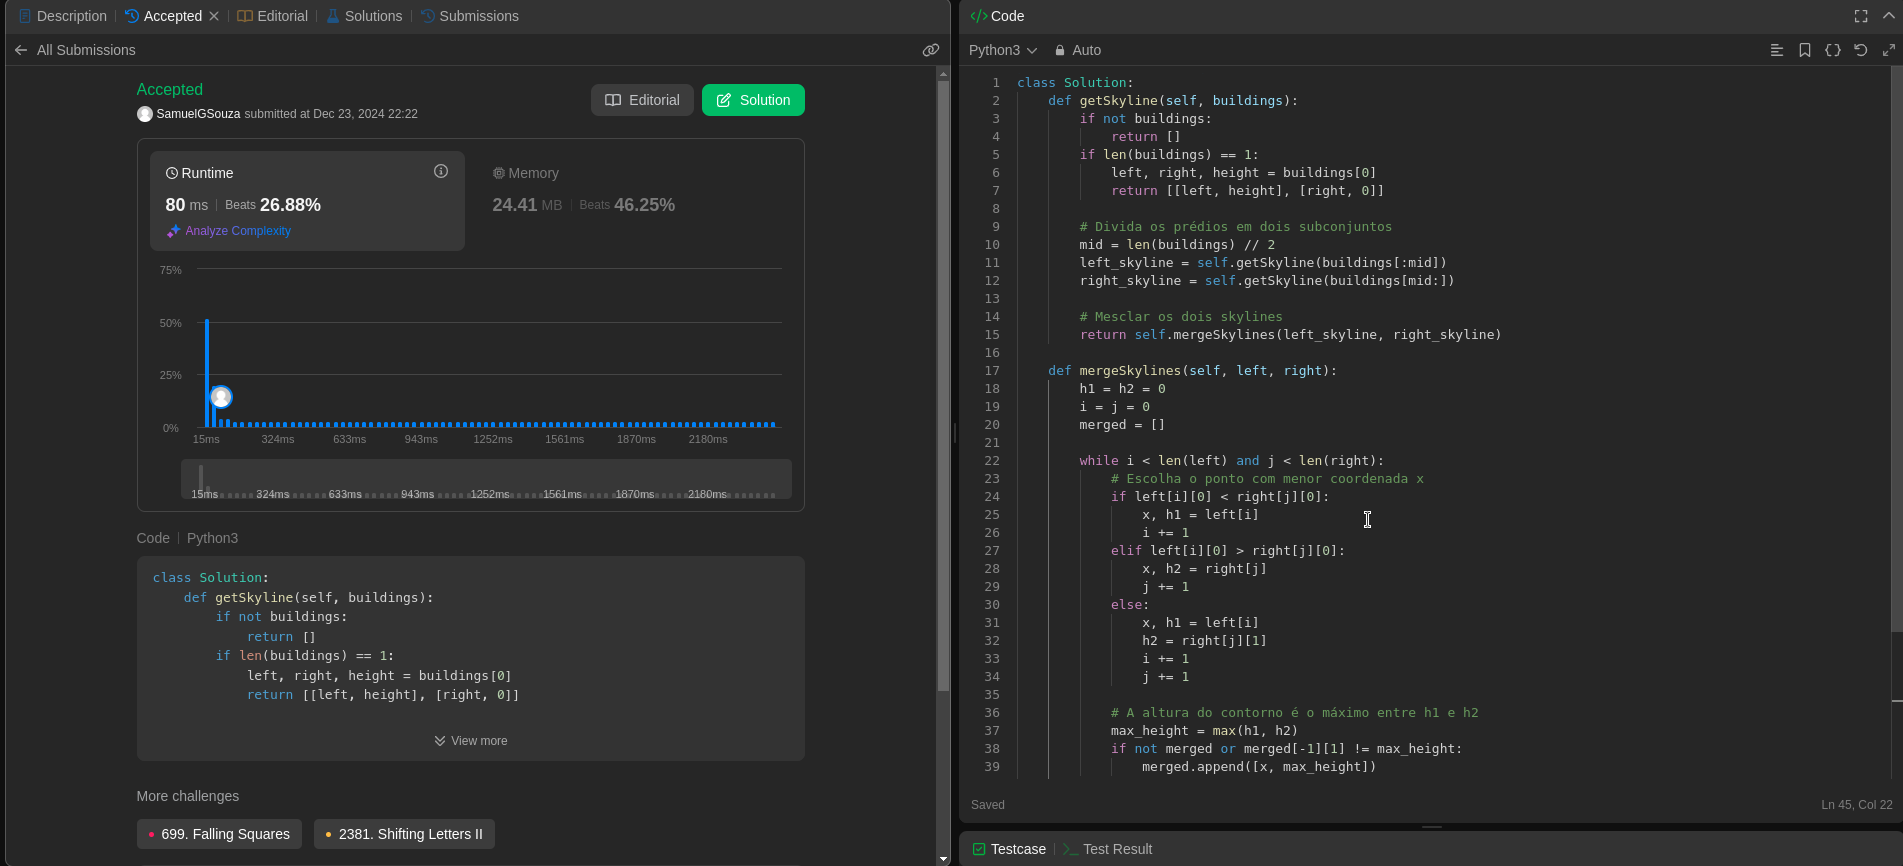 Description | Accepted | Editorial | Solutions | Submissions
All Submissions
Accepted
SamuelGSouza submitted at Dec 23, 2024 22:22
Editorial
Solution
Runtime
80 ms | Beats 26.88%
Analyze Complexity
Memory
24.41 MB | Beats 46.25%
75%
50%
25%
0%
15ms 324ms 633ms 943ms 1252ms 1561ms 1870ms 2180ms
15ms 324ms 633ms 943ms 1252ms 1561ms 1870ms 2180ms
Code | Python3
class Solution:
    def getSkyline(self, buildings):
        if not buildings:
            return []
        if len(buildings) == 1:
            left, right, height = buildings[0]
            return [[left, height], [right, 0]]
View more
More challenges
699. Falling Squares
2381. Shifting Letters II
</> Code
Python3 Auto
1 class Solution:
2     def getSkyline(self, buildings):
3         if not buildings:
4             return []
5         if len(buildings) == 1:
6             left, right, height = buildings[0]
7             return [[left, height], [right, 0]]
8
9         # Divida os prédios em dois subconjuntos
10         mid = len(buildings) // 2
11         left_skyline = self.getSkyline(buildings[:mid])
12         right_skyline = self.getSkyline(buildings[mid:])
13
14         # Mesclar os dois skylines
15         return self.mergeSkylines(left_skyline, right_skyline)
16
17     def mergeSkylines(self, left, right):
18         h1 = h2 = 0
19         i = j = 0
20         merged = []
21
22         while i < len(left) and j < len(right):
23             # Escolha o ponto com menor coordenada x
24             if left[i][0] < right[j][0]:
25                 x, h1 = left[i]
26                 i += 1
27             elif left[i][0] > right[j][0]:
28                 x, h2 = right[j]
29                 j += 1
30             else:
31                 x, h1 = left[i]
32                 h2 = right[j][1]
33                 i += 1
34                 j += 1
35
36             # A altura do contorno é o máximo entre h1 e h2
37             max_height = max(h1, h2)
38             if not merged or merged[-1][1] != max_height:
39                 merged.append([x, max_height])
Saved
Ln 45, Col 22
Testcase | Test Result